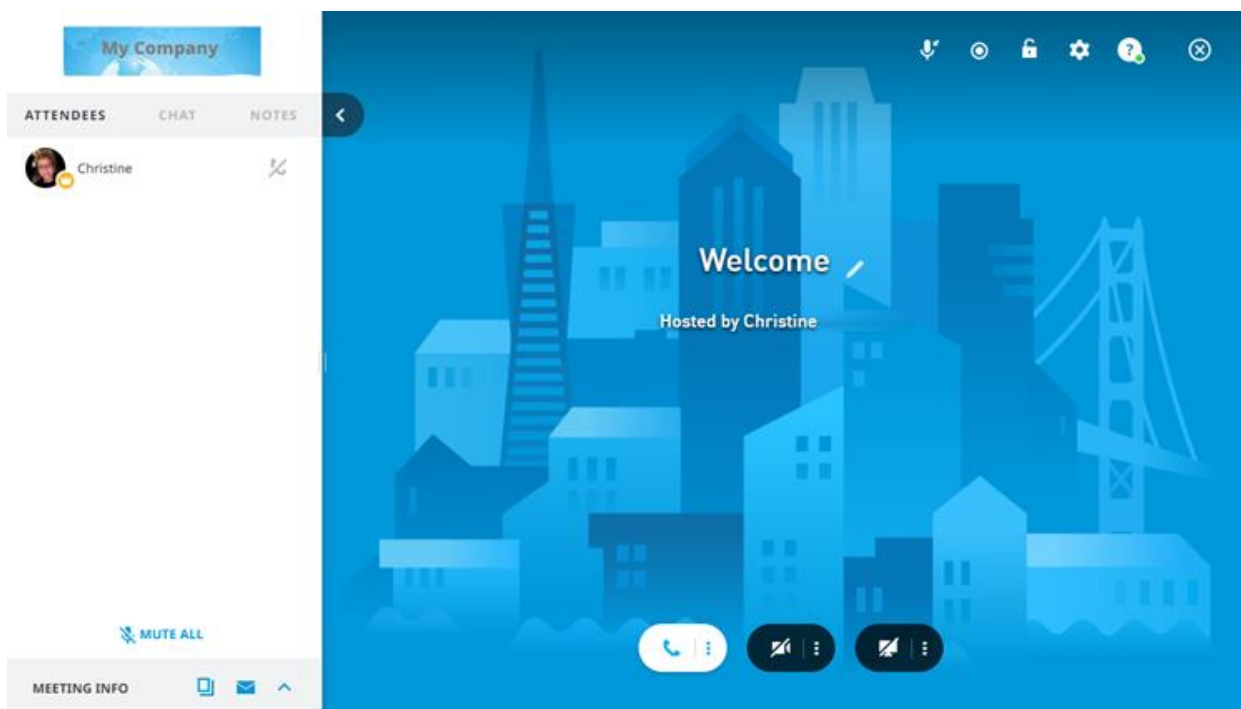 My Company
ATTENDEES CHAT NOTES
Christine
Welcome
Hosted by Christine
MUTE ALL
MEETING INFO